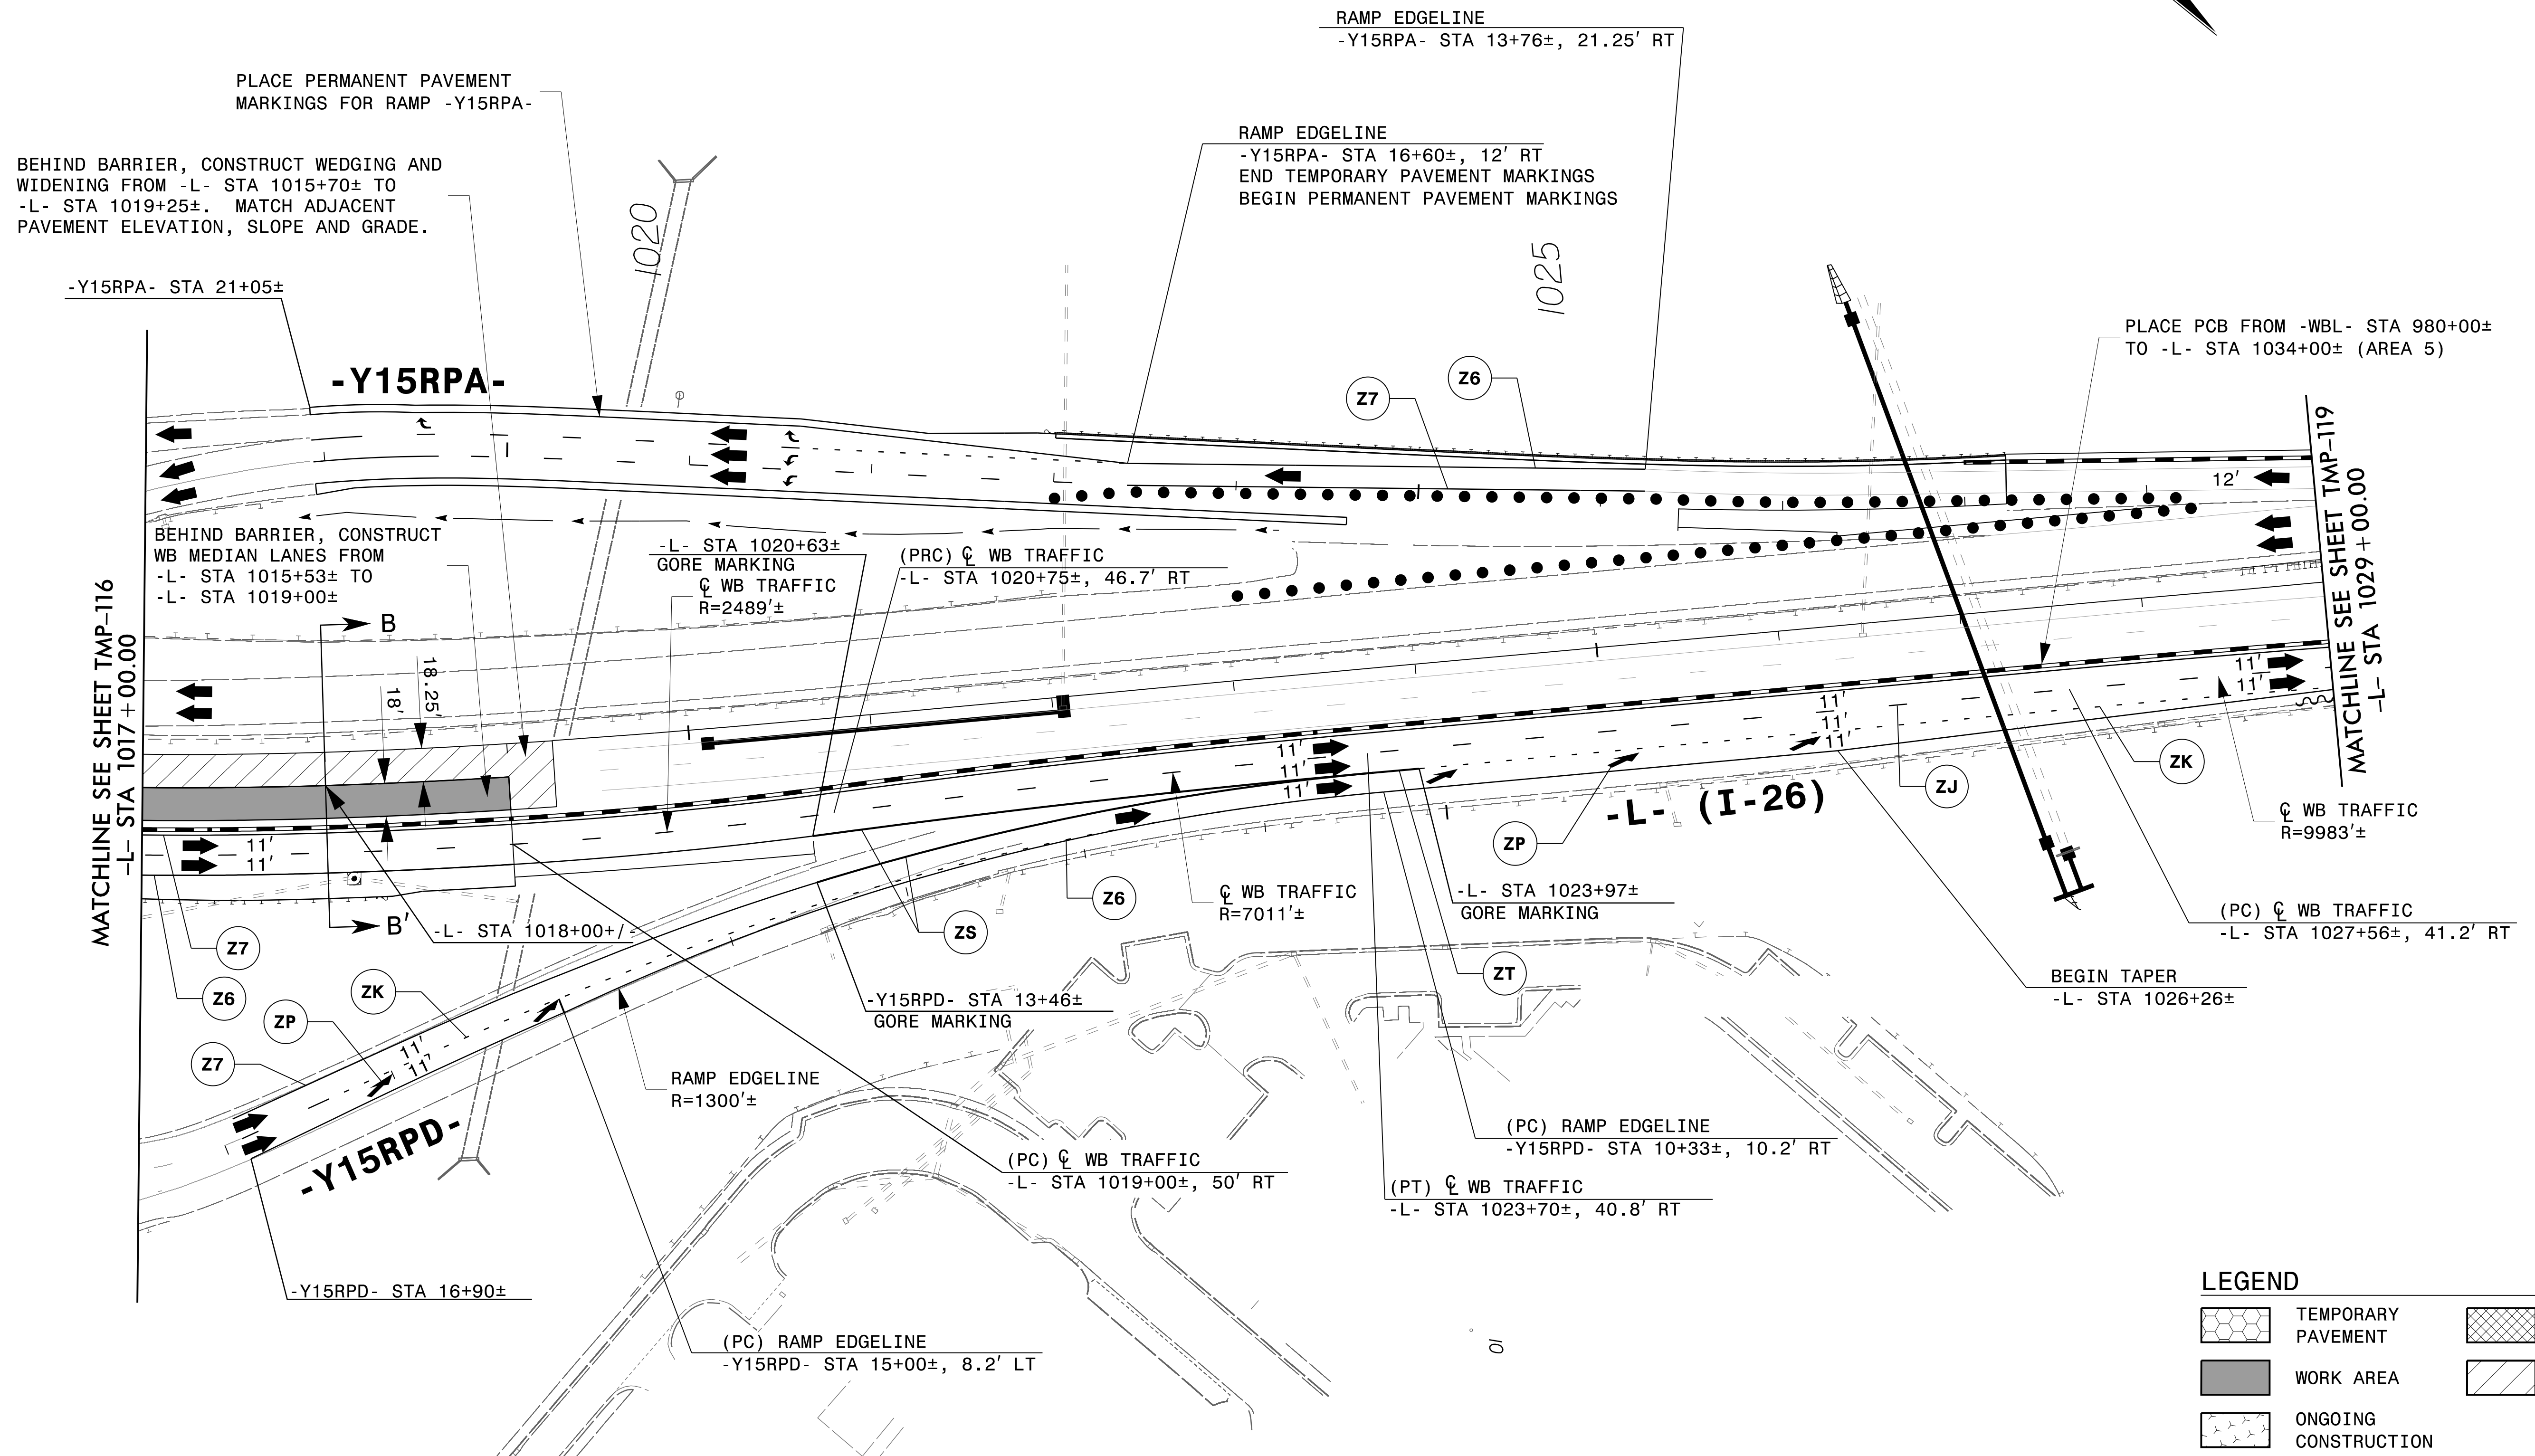 RAMP EDGELINE
-Y15RPA- STA 13+76±, 21.25' RT
PLACE PERMANENT PAVEMENT
MARKINGS FOR RAMP -Y15RPA-
RAMP EDGELINE
-Y15RPA- STA 16+60±, 12' RT
END TEMPORARY PAVEMENT MARKINGS
BEGIN PERMANENT PAVEMENT MARKINGS
BEHIND BARRIER, CONSTRUCT WEDGING AND
WIDENING FROM -L- STA 1015+70± TO
-L- STA 1019+25±. MATCH ADJACENT
PAVEMENT ELEVATION, SLOPE AND GRADE.
1020
1025
-Y15RPA- STA 21+05±
PLACE PCB FROM -WBL- STA 980+00±
TO -L- STA 1034+00± (AREA 5)
-Y15RPA-
Z7
Z6
12'
MATCHLINE SEE SHEET TMP-119
-L- STA 1029+00.00
BEHIND BARRIER, CONSTRUCT
WB MEDIAN LANES FROM
-L- STA 1015+53± TO
-L- STA 1019+00±
-L- STA 1020+63±
GORE MARKING
℄ WB TRAFFIC
R=2489'±
(PRC) ℄ WB TRAFFIC
-L- STA 1020+75±, 46.7' RT
MATCHLINE SEE SHEET TMP-116
-L- STA 1017+00.00
B
18.25'
18'
11'
11'
11'
11'
11'
11'
11'
11'
11'
11'
B'
-L- STA 1018+00+/-
Z7
Z6
ZS
Z6
℄ WB TRAFFIC
R=7011'±
-L- (I-26)
ZP
ZJ
ZK
℄ WB TRAFFIC
R=9983'±
-L- STA 1023+97±
GORE MARKING
(PC) ℄ WB TRAFFIC
-L- STA 1027+56±, 41.2' RT
ZT
BEGIN TAPER
-L- STA 1026+26±
ZK
ZP
Z7
11'
11'
-Y15RPD- STA 13+46±
GORE MARKING
RAMP EDGELINE
R=1300'±
-Y15RPD-
(PC) RAMP EDGELINE
-Y15RPD- STA 10+33±, 10.2' RT
(PC) ℄ WB TRAFFIC
-L- STA 1019+00±, 50' RT
(PT) ℄ WB TRAFFIC
-L- STA 1023+70±, 40.8' RT
-Y15RPD- STA 16+90±
(PC) RAMP EDGELINE
-Y15RPD- STA 15+00±, 8.2' LT
10
LEGEND
TEMPORARY
PAVEMENT
WORK AREA
ONGOING
CONSTRUCTION